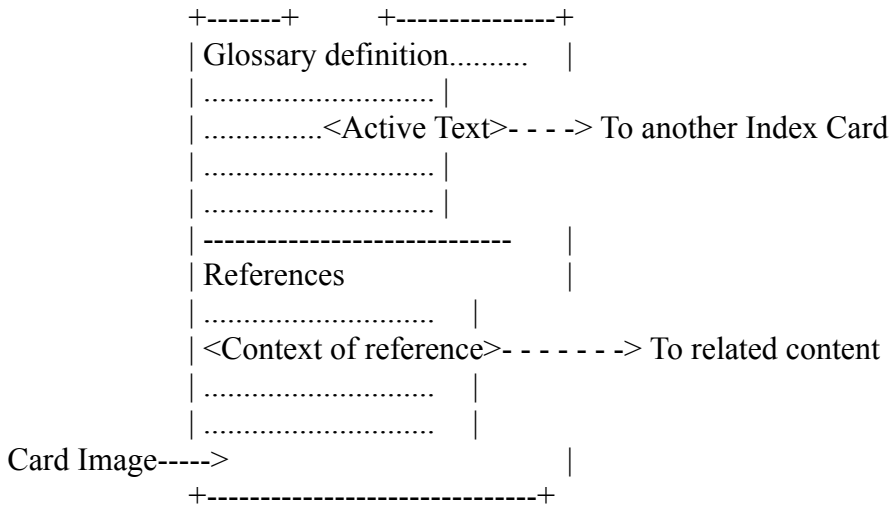 +-------+ +---------------+
| Glossary definition.......... |
| ............................. |
| ...............<Active Text>- - - -> To another Index Card
| ............................. |
| ............................. |
| ----------------------------- |
| References |
| ............................. |
| <Context of reference>- - - - - - -> To related content
| ............................. |
| ............................. |
Card Image-----> |
+-------------------------------+